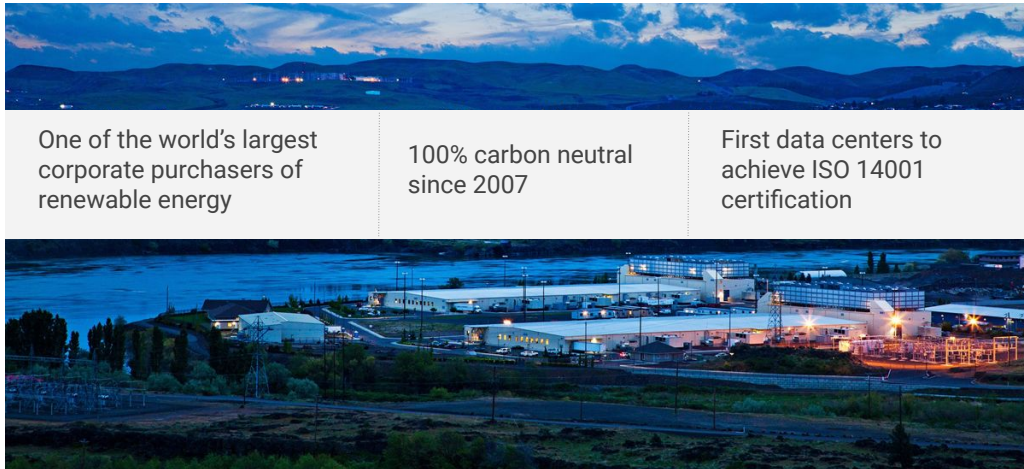 One of the world’s largest
corporate purchasers of
renewable energy
100% carbon neutral
since 2007
First data centers to
achieve ISO 14001
certification